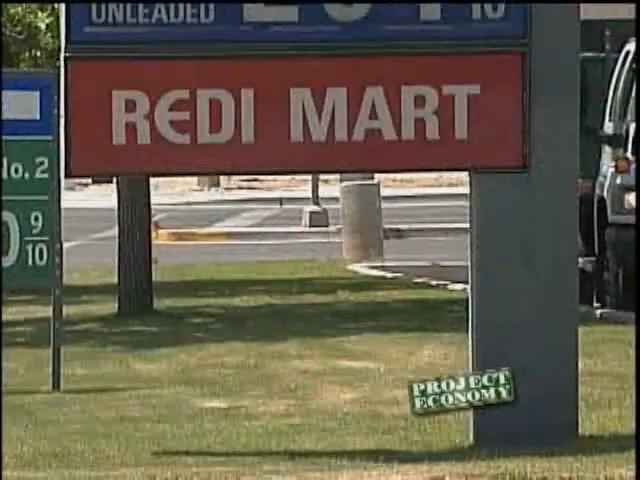 UNLEADED
10
REDI MART
No. 2
9
10
PROJECT
ECONOMY